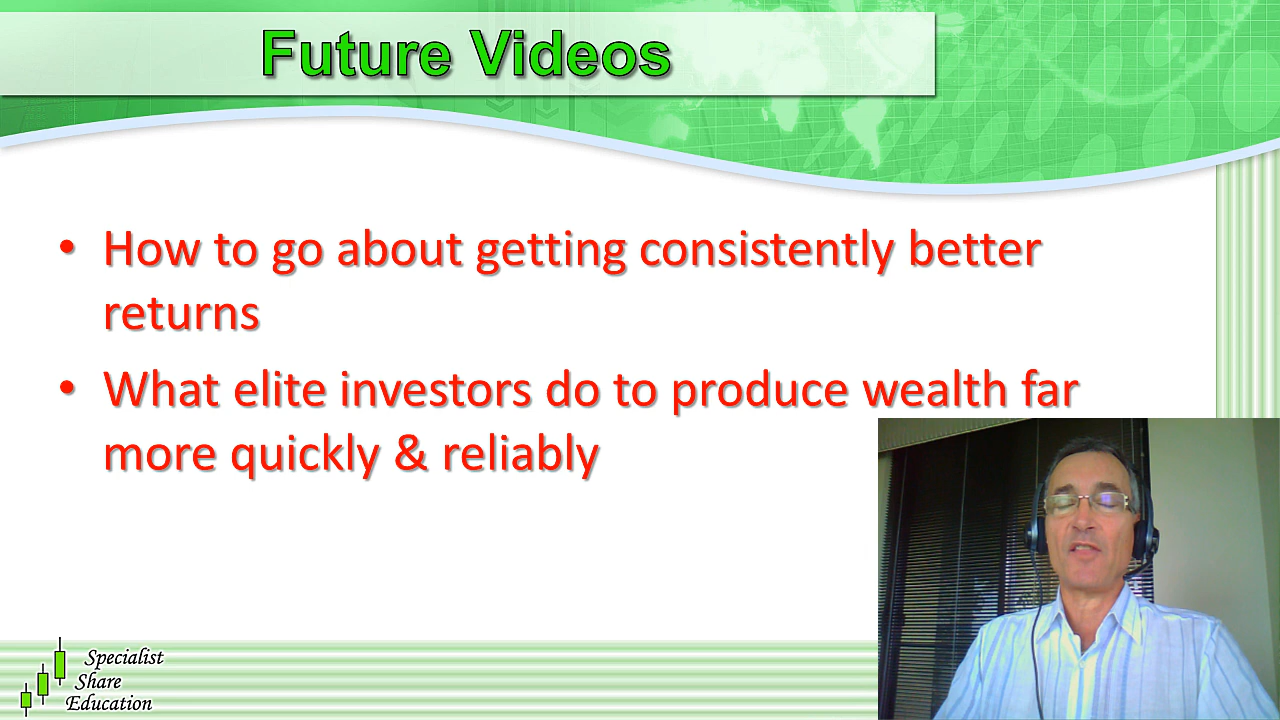 Future Videos
• How to go about getting consistently better
returns
• What elite investors do to produce wealth far
more quickly & reliably
Specialist
Share
Education